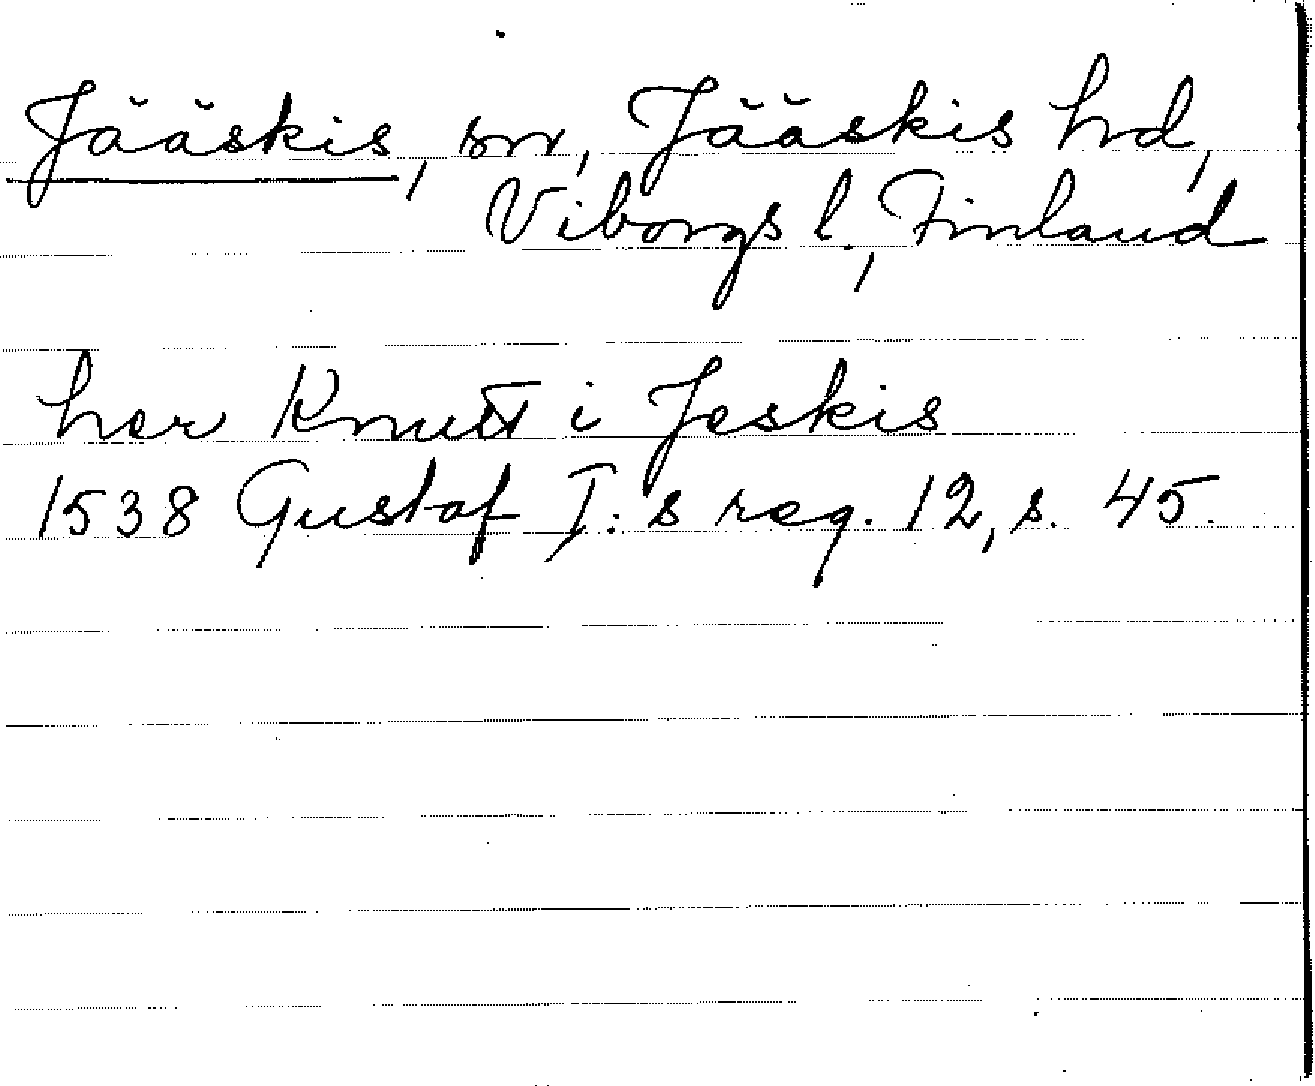 Jääskis, sn, Jääskis hd,
Viborgs l., Finland
her Knutt i Jeskis
1538 Gustaf I:s reg. 12, s. 45.